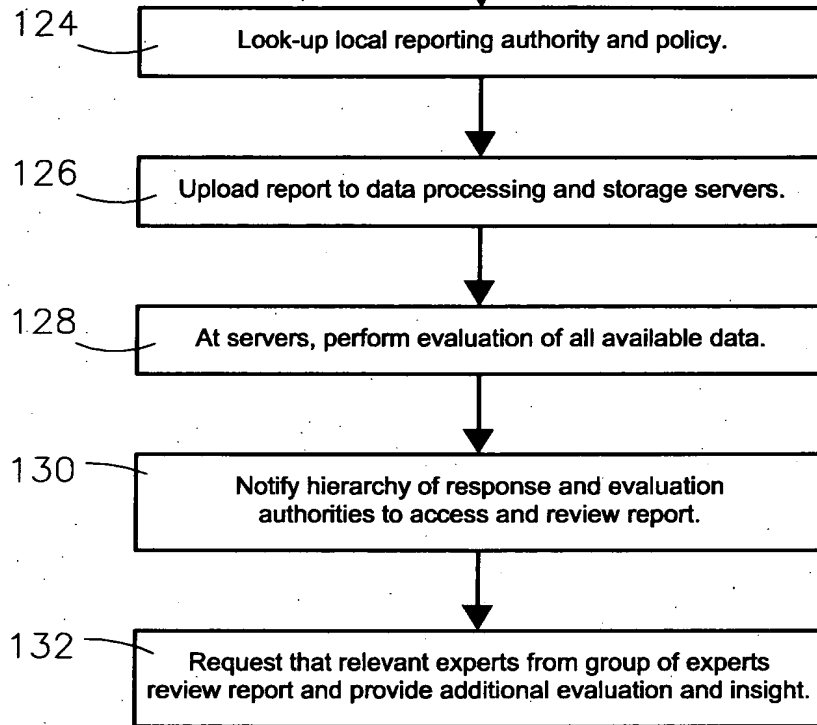 124
Look-up local reporting authority and policy.
126
Upload report to data processing and storage servers.
128
At servers, perform evaluation of all available data.
130
Notify hierarchy of response and evaluation
authorities to access and review report.
132
Request that relevant experts from group of experts
review report and provide additional evaluation and insight.